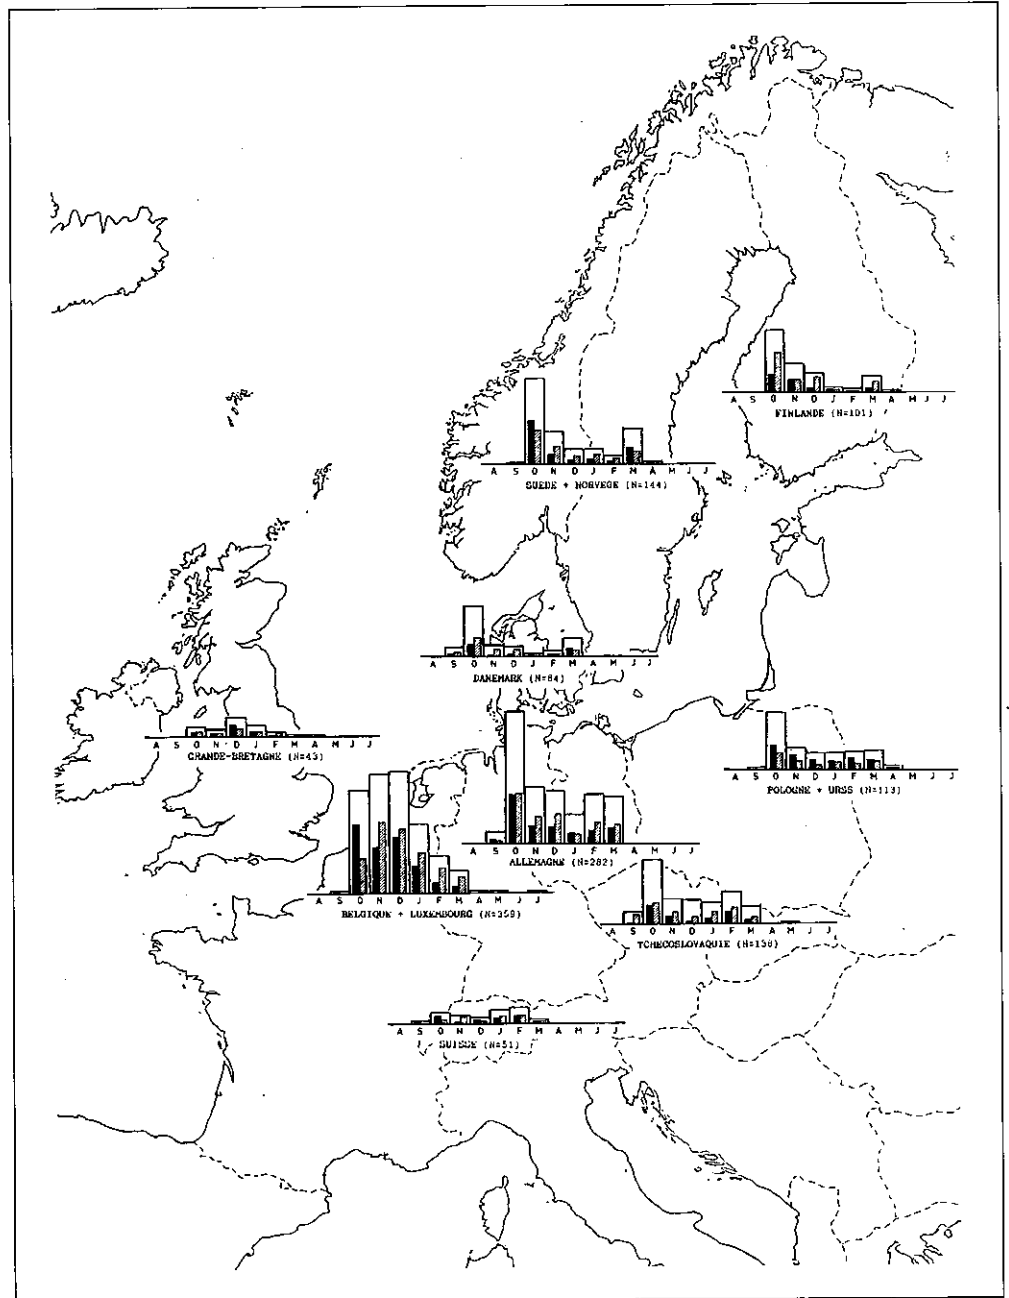 A S O N D J F M A M J J
FINLANDE (N=101)
A S O N D J F M A M J J
SUEDE + NORVEGE (N=144)
A S O N D J F M A M J J
DANEMARK (N=84)
A S O N D J F M A M J J
GRANDE-BRETAGNE (N=43)
A S O N D J F M A M J J
POLOGNE + URSS (N=113)
A S O N D J F M A M J J
ALLEMAGNE (N=282)
A S O N D J F M A M J J
BELGIQUE + LUXEMBOURG (N=359)
A S O N D J F M A M J J
TCHECOSLOVAQUIE (N=138)
A S O N D J F M A M J J
SUISSE (N=51)